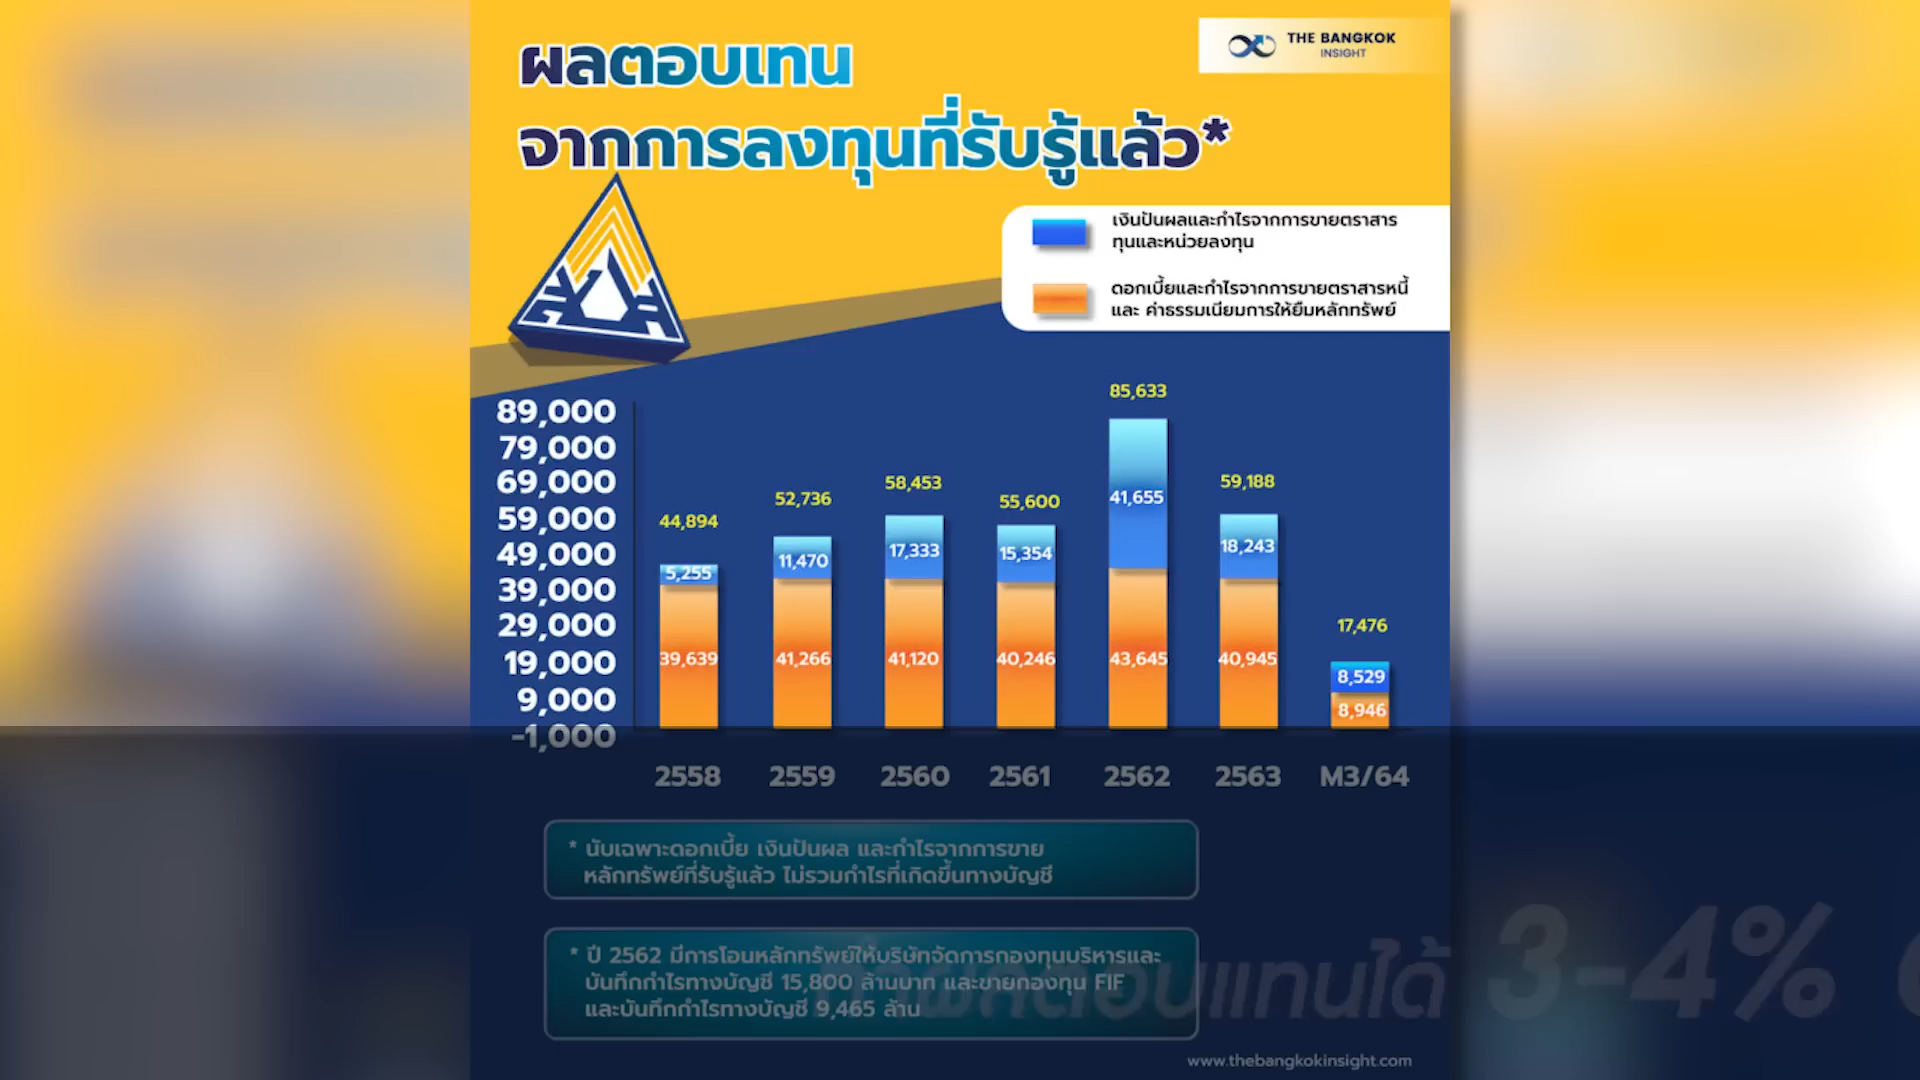 ผลตอบเทน
จากการลงทุนที่รับรู้แล้ว*
THE BANGKOK
INSIGHT
เงินปันผลและกำไรจากการขายตราสาร
ทุนและหน่วยลงทุน
ดอกเบี้ยและกำไรจากการขายตราสารหนี้
และ ค่าธรรมเนียมการให้ยืมหลักทรัพย์
89,000
79,000
69,000
59,000
49,000
39,000
29,000
19,000
9,000
-1,000
44,894
5,255
39,639
52,736
11,470
41,266
58,453
17,333
41,120
55,600
15,354
40,246
85,633
41,655
43,645
59,188
18,243
40,945
17,476
8,529
8,946
2558 2559 2560 2561 2562 2563 M3/64
* นับเฉพาะดอกเบี้ย เงินปันผล และกำไรจากการขาย
หลักทรัพย์ที่รับรู้แล้ว ไม่รวมกำไรที่เกิดขึ้นทางบัญชี
* ปี 2562 มีการโอนหลักทรัพย์ให้บริษัทจัดการกองทุนบริหารและ
บันทึกกำไรทางบัญชี 15,800 ล้านบาท และขายกองทุน FIF
และบันทึกกำไรทางบัญชี 9,465 ล้าน
ผลตอบแทนได้ 3-4%
www.thebangkokinsight.com